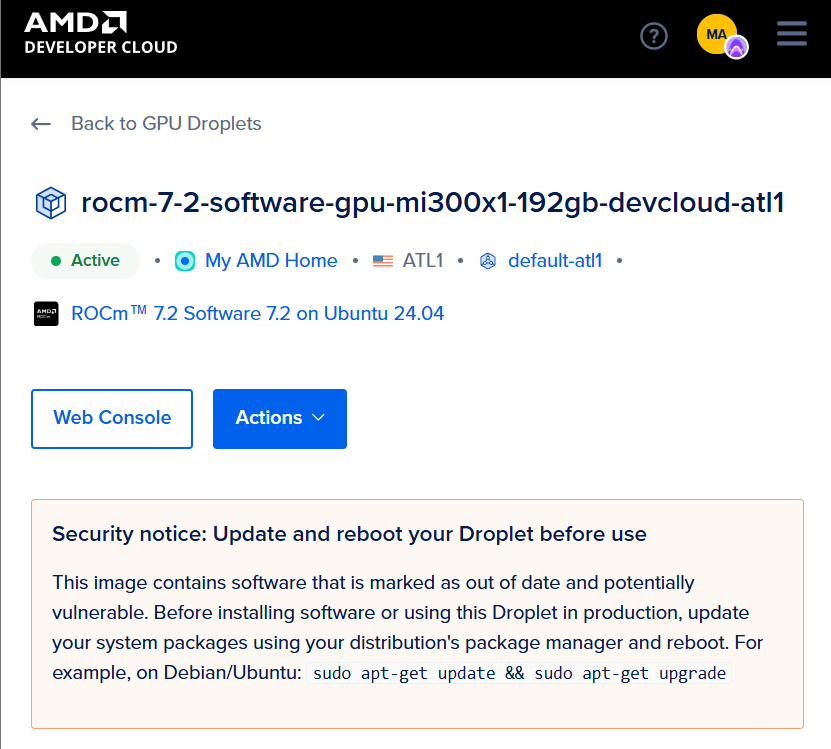 AMD
DEVELOPER CLOUD
?
MA
← Back to GPU Droplets
rocm-7-2-software-gpu-mi300x1-192gb-devcloud-atl1
Active • My AMD Home • ATL1 • default-atl1 •
AMD ROCm
ROCm™ 7.2 Software 7.2 on Ubuntu 24.04
Web Console
Actions
Security notice: Update and reboot your Droplet before use
This image contains software that is marked as out of date and potentially
vulnerable. Before installing software or using this Droplet in production, update
your system packages using your distribution's package manager and reboot. For
example, on Debian/Ubuntu: sudo apt-get update && sudo apt-get upgrade